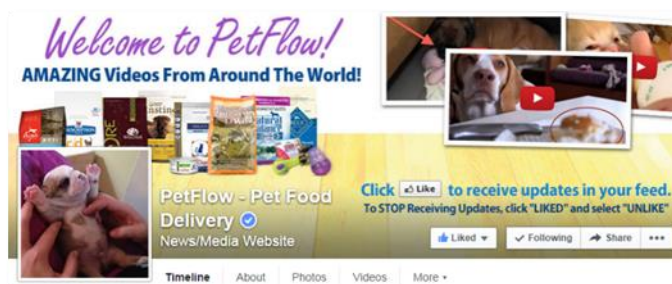 Welcome to PetFlow!
AMAZING Videos From Around The World!
PetFlow - Pet Food
Delivery
News/Media Website
Click Like to receive updates in your feed.
To STOP Receiving Updates, click "LIKED" and select "UNLIKE"
Liked
Following
Share
Timeline
About
Photos
Videos
More